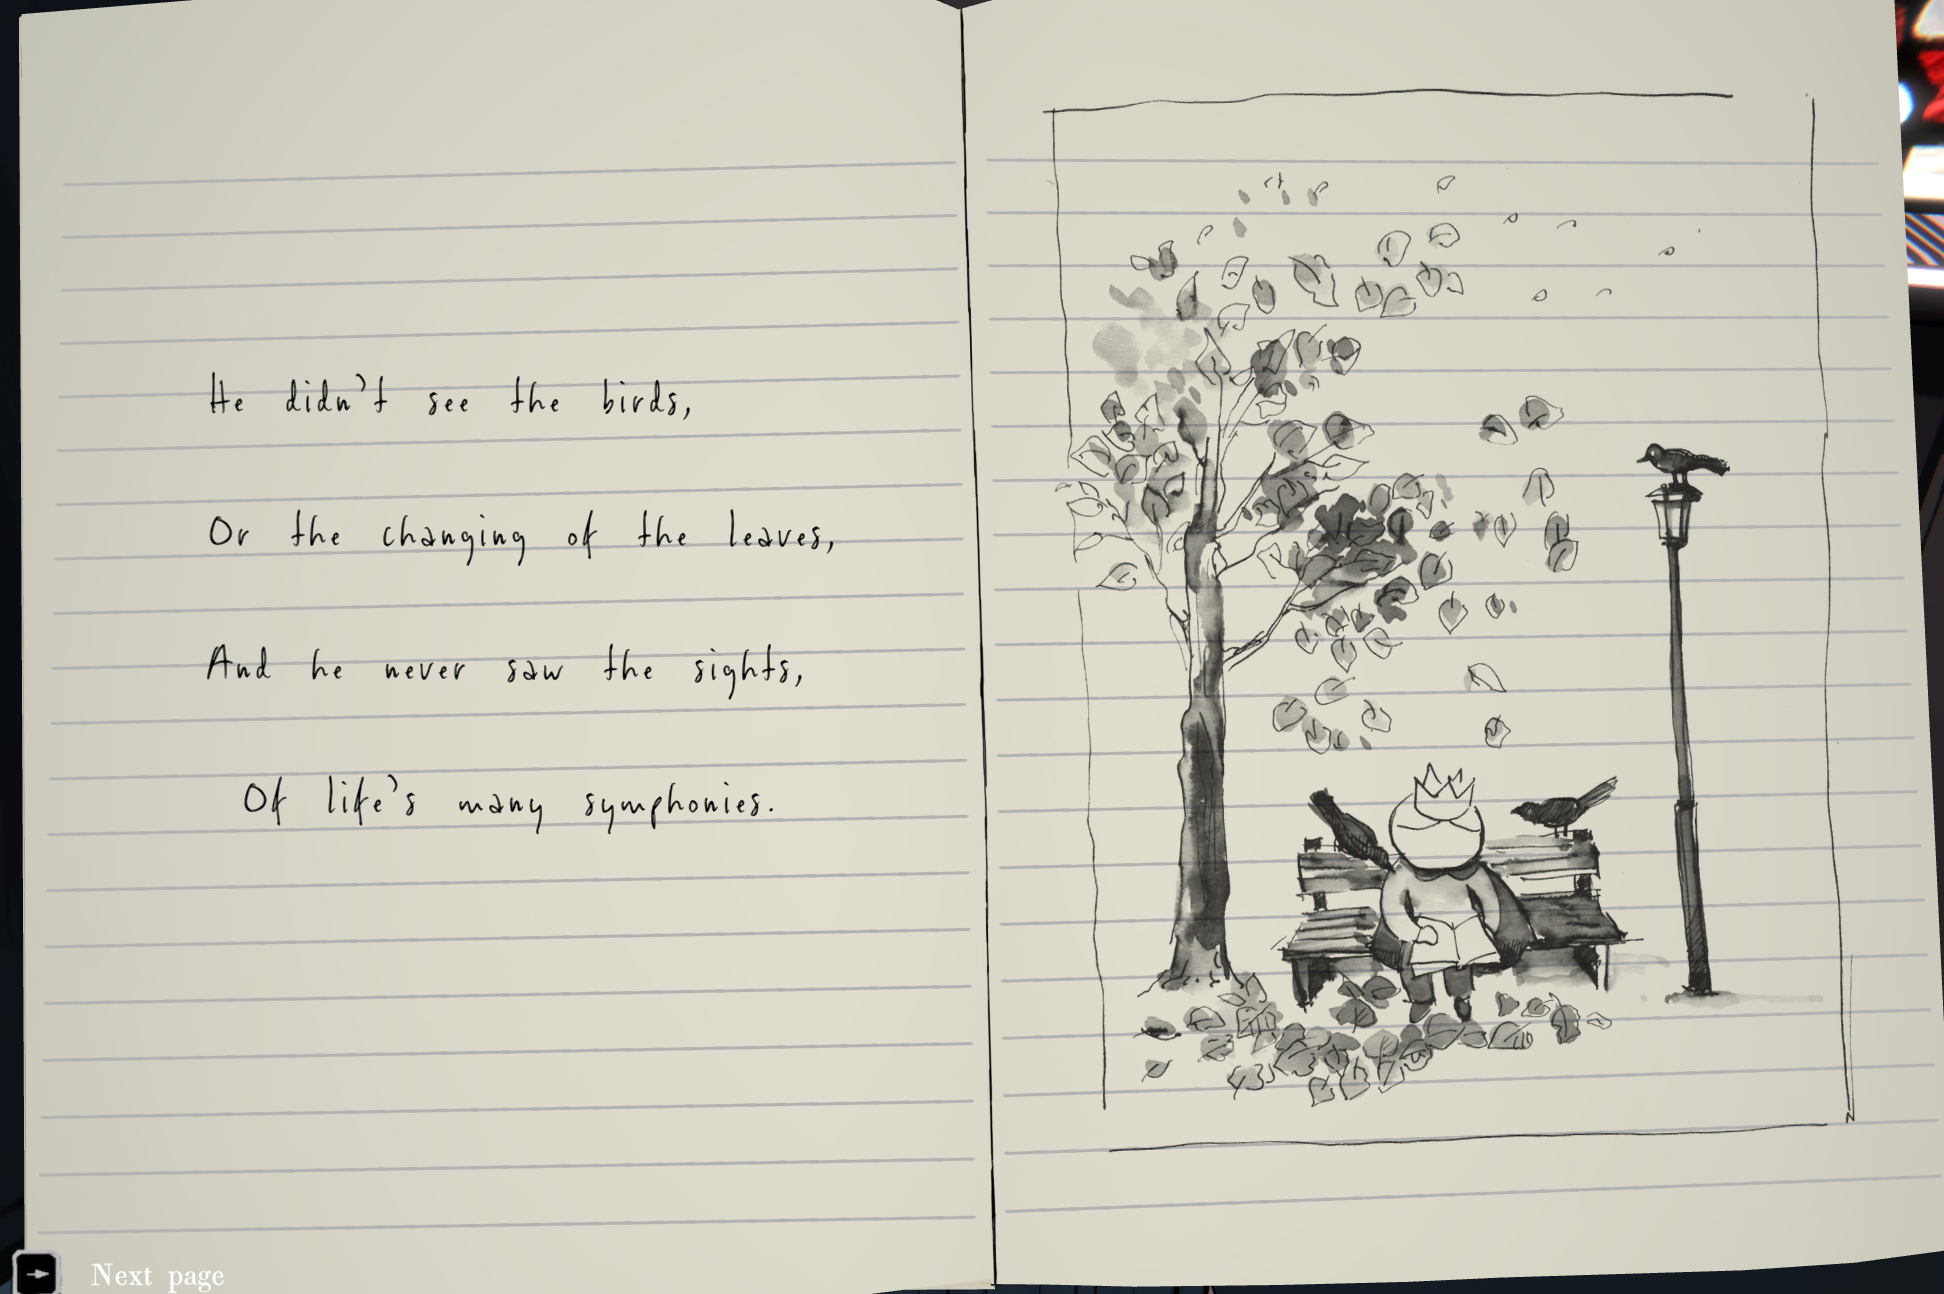 He didn't see the birds,
Or the changing of the leaves,
And he never saw the sights,
Of life's many symphonies.
Next page